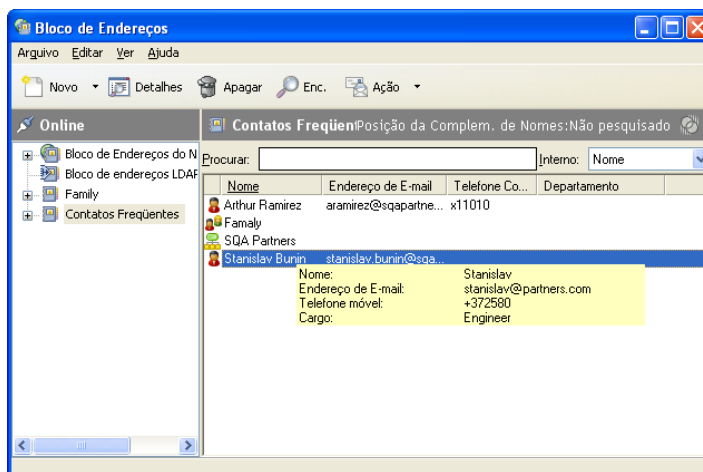 Bloco de Endereços
Arquivo Editar Ver Ajuda
Novo Detalhes Apagar Enc. Ação
Online
Bloco de Endereços do N
Bloco de endereços LDAP
Family
Contatos Freqüentes
Contatos Freqüent Posição da Complem. de Nomes:Não pesquisado
Procurar: Interno: Nome
Nome Endereço de E-mail Telefone Co... Departamento
Arthur Ramirez aramirez@sqapartne... x11010
Famaly
SQA Partners
Stanislav Bunin stanislav.bunin@sqa...
Nome: Stanislav
Endereço de E-mail: stanislav@partners.com
Telefone móvel: +372580
Cargo: Engineer